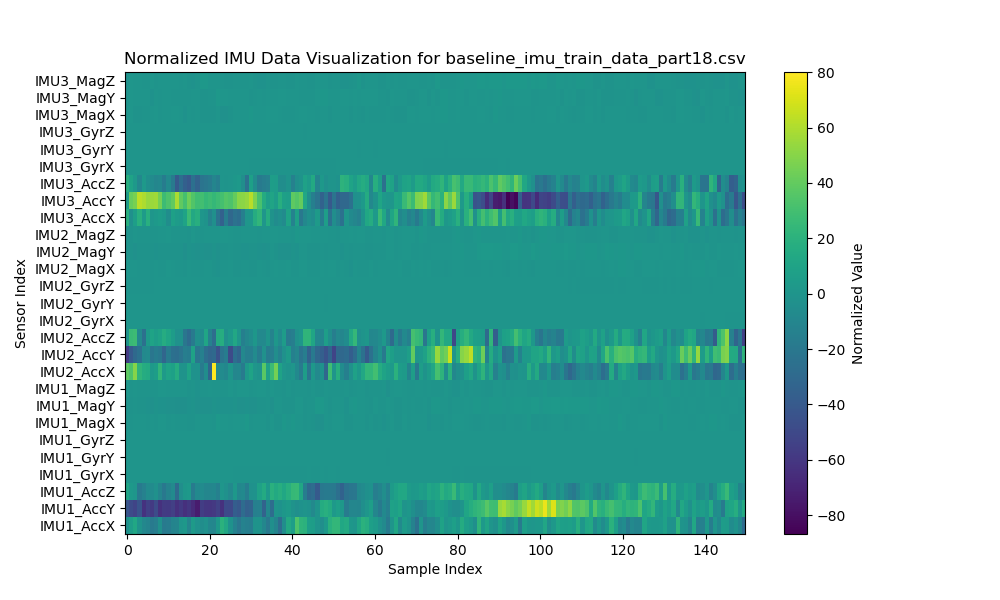 Normalized IMU Data Visualization for baseline_imu_train_data_part18.csv
IMU3_MagZ
IMU3_MagY
IMU3_MagX
IMU3_GyrZ
IMU3_GyrY
IMU3_GyrX
IMU3_AccZ
IMU3_AccY
IMU3_AccX
IMU2_MagZ
IMU2_MagY
IMU2_MagX
IMU2_GyrZ
IMU2_GyrY
IMU2_GyrX
IMU2_AccZ
IMU2_AccY
IMU2_AccX
IMU1_MagZ
IMU1_MagY
IMU1_MagX
IMU1_GyrZ
IMU1_GyrY
IMU1_GyrX
IMU1_AccZ
IMU1_AccY
IMU1_AccX
Sensor Index
0 20 40 60 80 100 120 140
Sample Index
80
60
40
20
0
−20
−40
−60
−80
Normalized Value